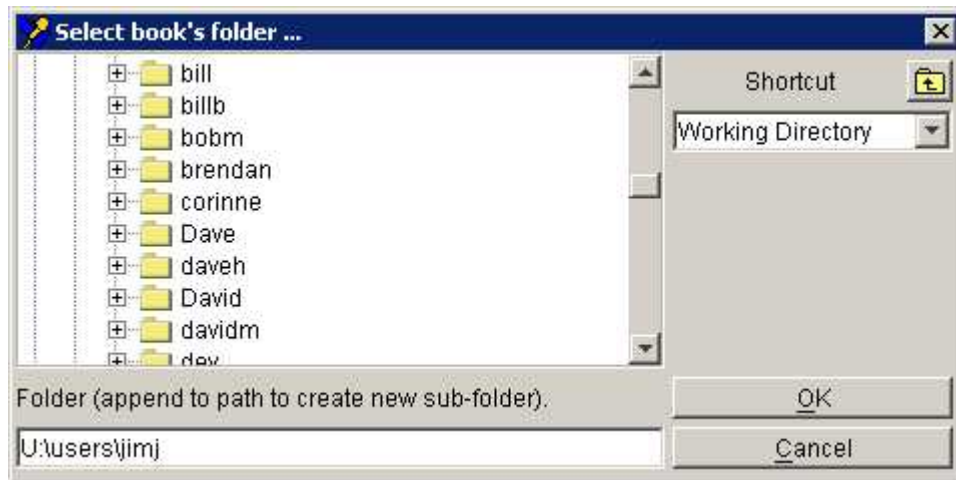 Select book's folder ...
bill
billb
bobm
brendan
corinne
Dave
daveh
David
davidm
dev
Shortcut
Working Directory
Folder (append to path to create new sub-folder).
U:\users\jimj
OK
Cancel